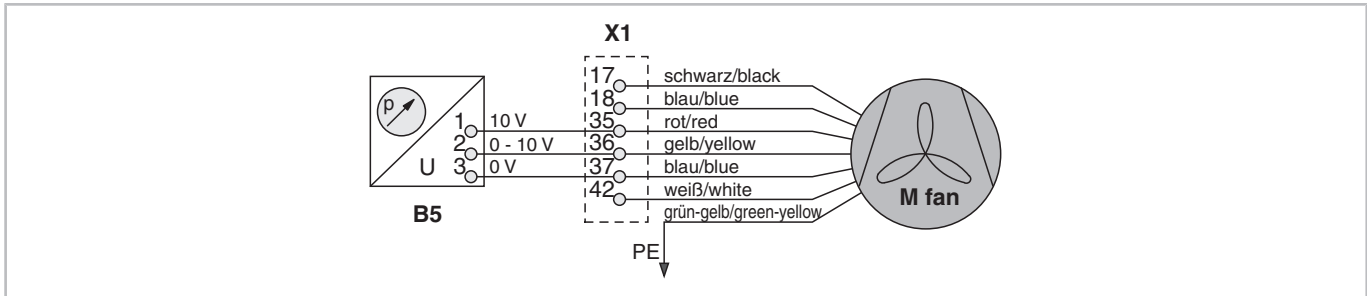 X1
p
U
1
2
3
B5
10 V
0 - 10 V
0 V
17
18
35
36
37
42
schwarz/black
blau/blue
rot/red
gelb/yellow
blau/blue
weiß/white
grün-gelb/green-yellow
PE
M fan